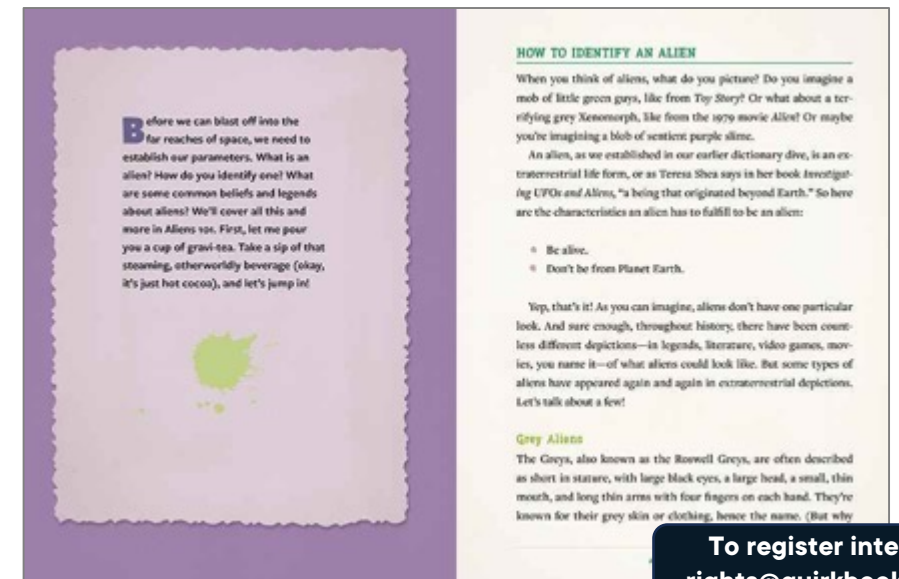 Before we can blast off into the
far reaches of space, we need to
establish our parameters. What is an
alien? How do you identify one? What
are some common beliefs and legends
about aliens? We'll cover all this and
more in Aliens 101. First, let me pour
you a cup of gravi-tea. Take a sip of that
steaming, otherworldly beverage (okay,
it's just hot cocoa), and let's jump in!
HOW TO IDENTIFY AN ALIEN
When you think of aliens, what do you picture? Do you imagine a
mob of little green guys, like from Toy Story? Or what about a ter-
rifying grey Xenomorph, like from the 1979 movie Alien? Or maybe
you're imagining a blob of sentient purple slime.
An alien, as we established in our earlier dictionary dive, is an ex-
traterrestrial life form, or as Teresa Shea says in her book Investigat-
ing UFOs and Aliens, "a being that originated beyond Earth." So here
are the characteristics an alien has to fulfill to be an alien:
Be alive.
Don't be from Planet Earth.
Yep, that's it! As you can imagine, aliens don't have one particular
look. And sure enough, throughout history, there have been count-
less different depictions—in legends, literature, video games, mov-
ies, you name it—of what aliens could look like. But some types of
aliens have appeared again and again in extraterrestrial depictions.
Let's talk about a few!
Grey Aliens
The Greys, also known as the Roswell Greys, are often described
as short in stature, with large black eyes, a large head, a small, thin
mouth, and long thin arms with four fingers on each hand. They're
known for their grey skin or clothing, hence the name. (But why
To register inte